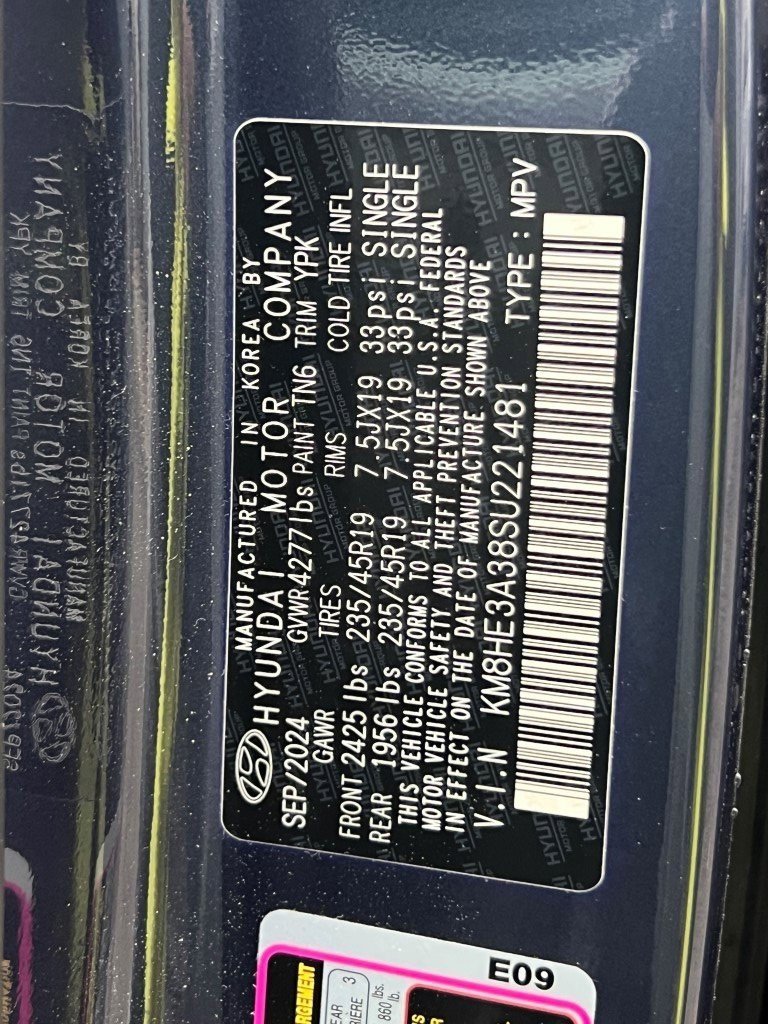 MANUFACTURED IN KOREA BY
HYUNDAI MOTOR COMPANY
SEP/2024 GVWR 4277lbs PAINT TN6 TRIM YPK
GAWR TIRES RIMS COLD TIRE INFL
FRONT 2425 lbs 235/45R19 7.5JX19 33psi SINGLE
REAR 1956 lbs 235/45R19 7.5JX19 33psi SINGLE
THIS VEHICLE CONFORMS TO ALL APPLICABLE U.S.A. FEDERAL
MOTOR VEHICLE SAFETY AND THEFT PREVENTION STANDARDS
IN EFFECT ON THE DATE OF MANUFACTURE SHOWN ABOVE
V.I.N KM8HE3A38SU221481 TYPE : MPV
E09
3
860 lb.